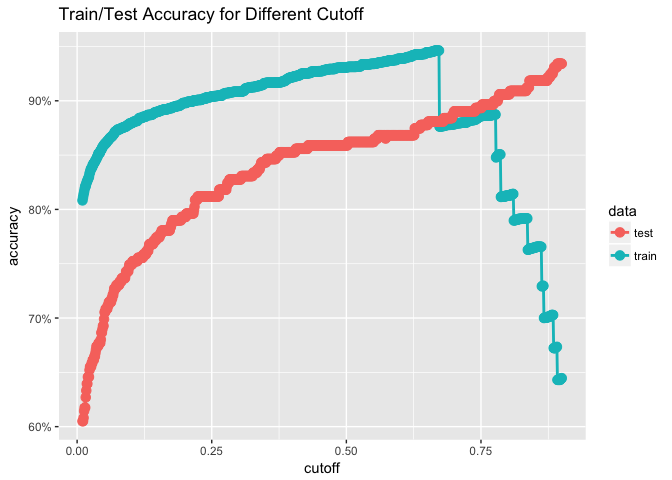 Train/Test Accuracy for Different Cutoff
90%
80%
70%
60%
accuracy
0.00
0.25
0.50
0.75
cutoff
data
test
train